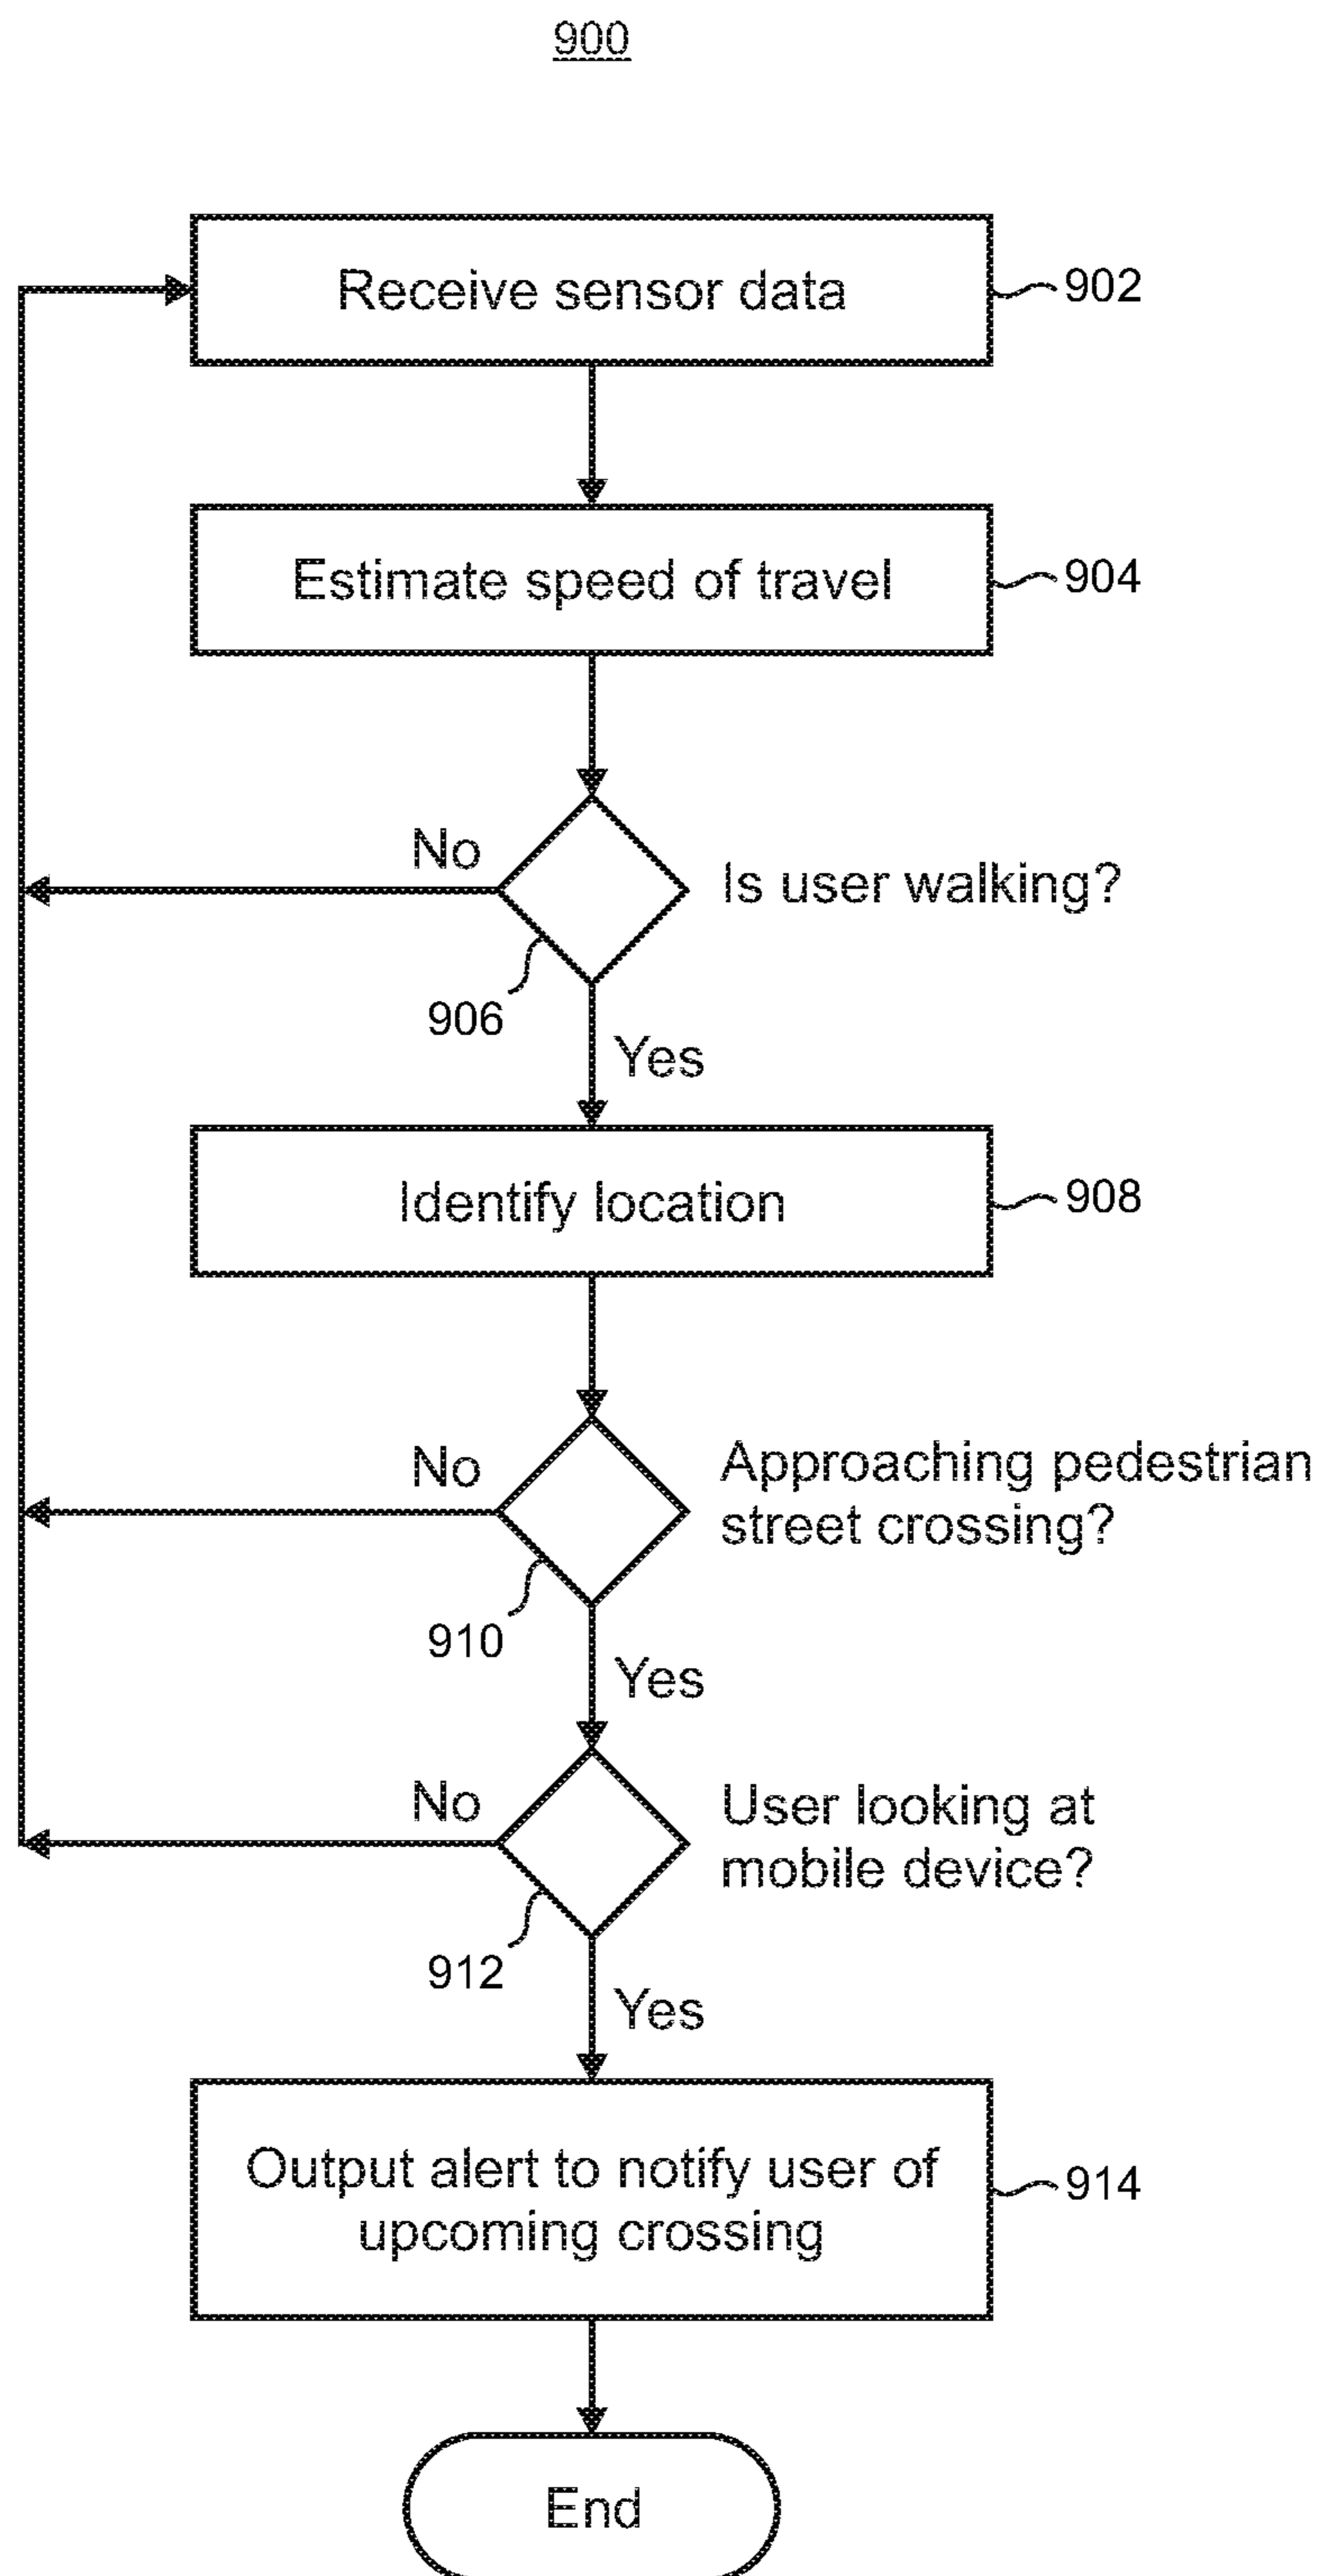 900
Receive sensor data
902
Estimate speed of travel
904
No
Is user walking?
906
Yes
Identify location
908
No
Approaching pedestrian
street crossing?
910
Yes
No
User looking at
mobile device?
912
Yes
Output alert to notify user of
upcoming crossing
914
End